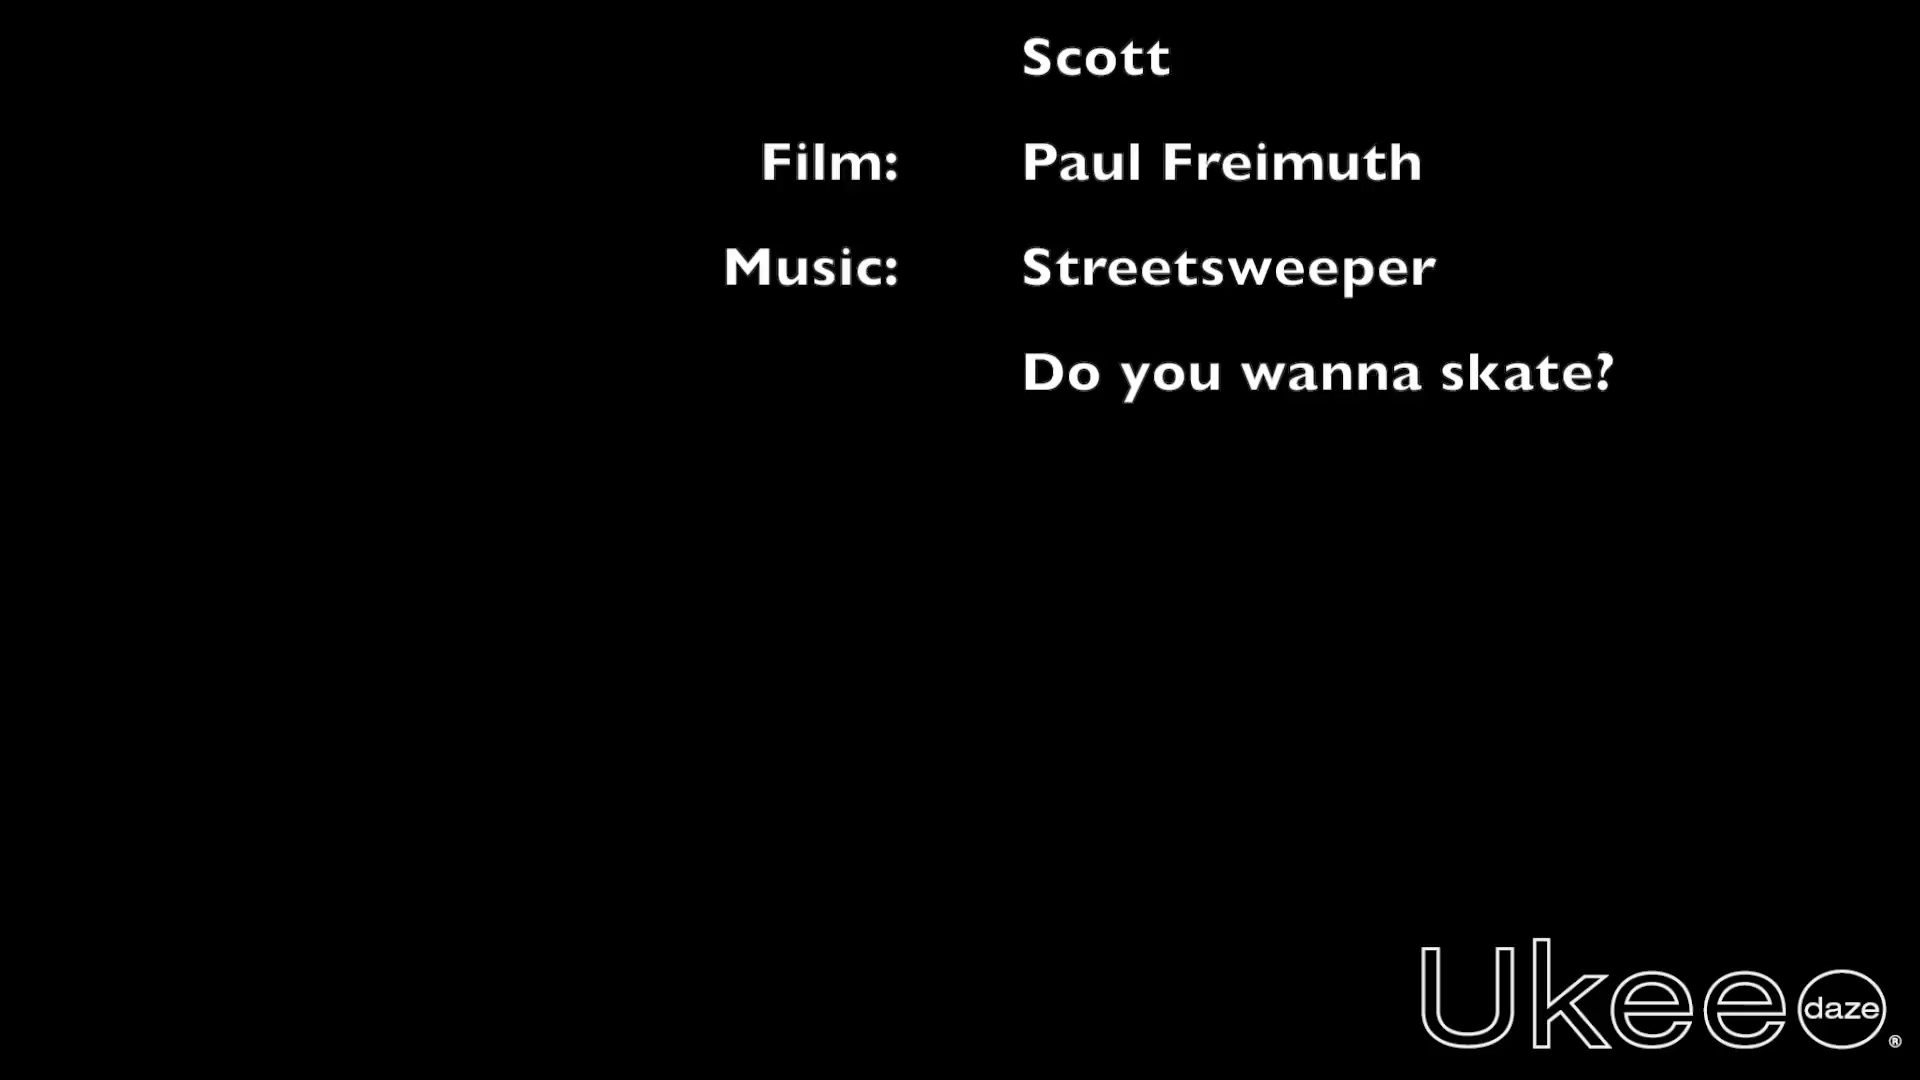 Scott
Film: Paul Freimuth
Music: Streetsweeper
Do you wanna skate?
Ukee daze ®